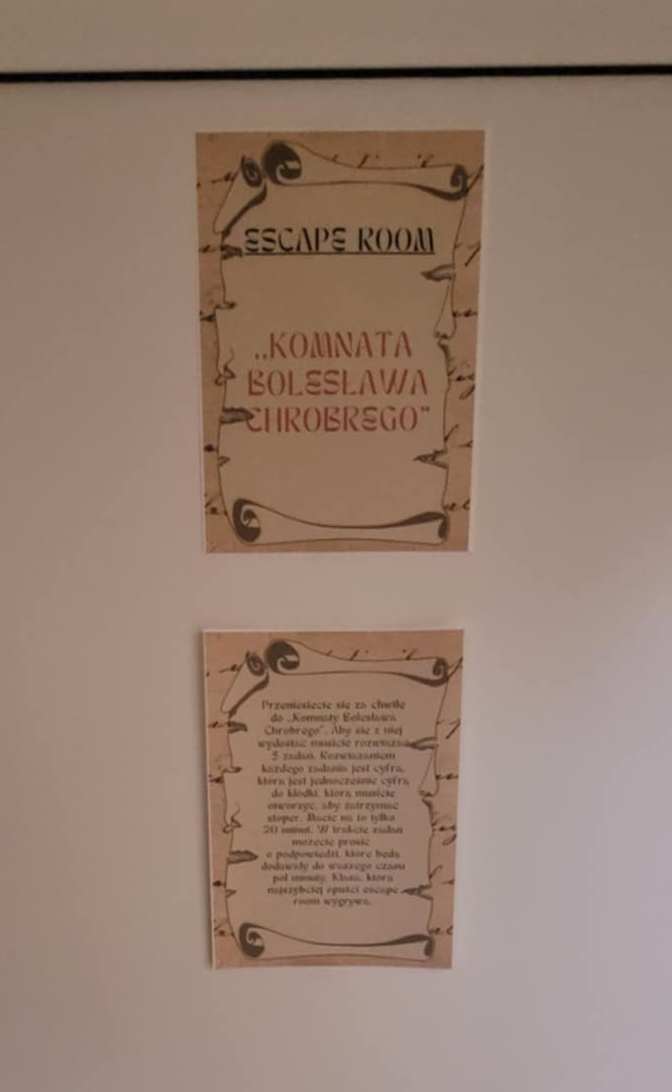 ESCAPE ROOM
„KOMNATA
BOLESŁAWA
CHROBREGO"
Przeniesiecie się za chwilę
do „Komnaty Bolesława
Chrobrego". Aby się z niej
wydostać musicie rozwiązać
5 zadań. Rozwiązaniem
każdego zadania jest cyfra,
która jest jednocześnie cyfrą
do kłódki, którą musicie
otworzyć, aby zatrzymać
stoper. Macie na to tylko
20 minut. W trakcie zadań
możecie prosić
o podpowiedzi, które będą
dodawały do waszego czasu
pół minuty. Klasa, która
najszybciej opuści escape
room wygrywa.